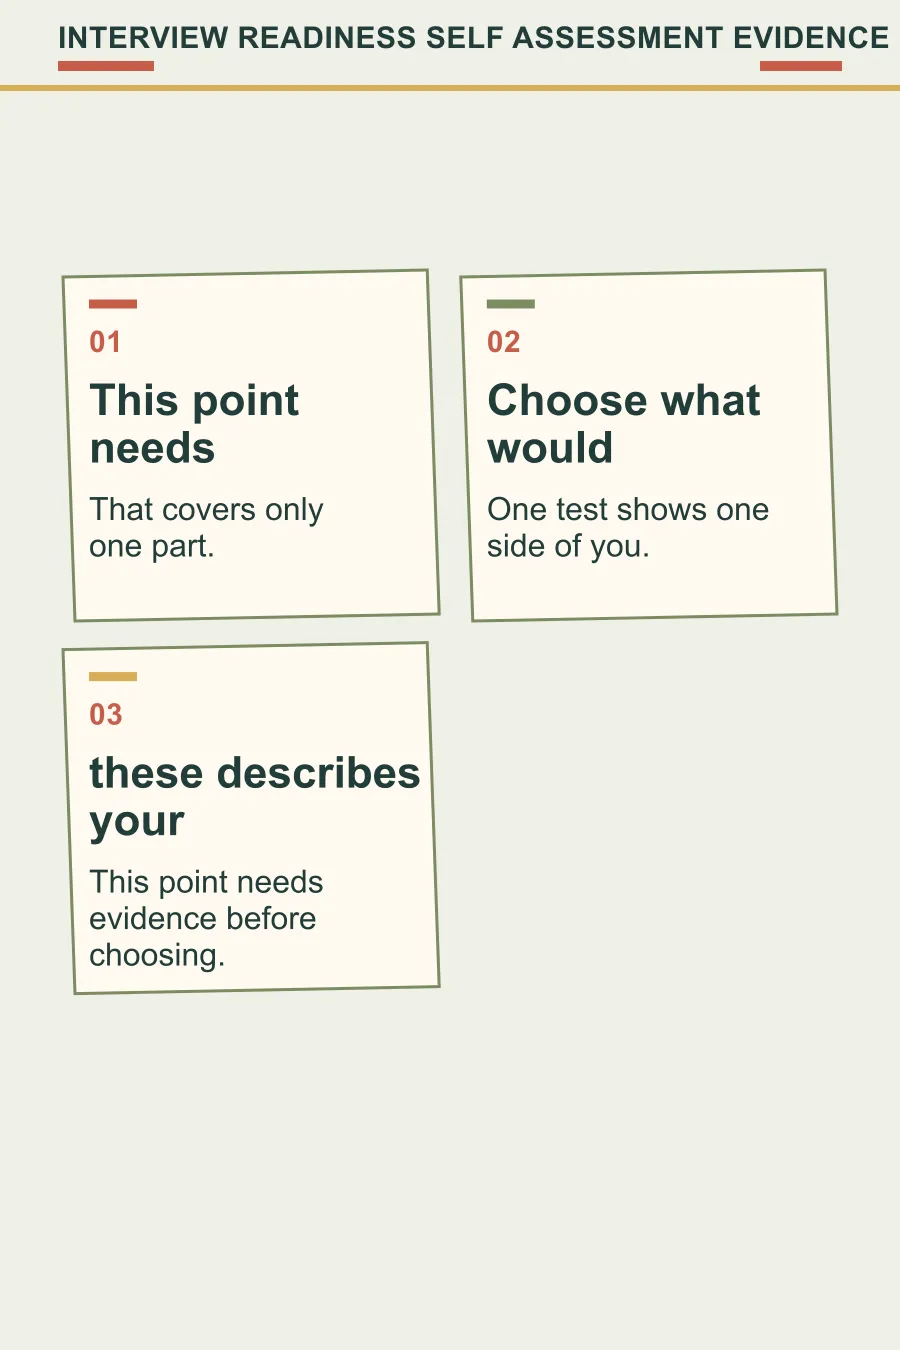 INTERVIEW READINESS SELF ASSESSMENT EVIDENCE
01
This point
needs
That covers only
one part.
02
Choose what
would
One test shows one
side of you.
03
these describes
your
This point needs
evidence before
choosing.